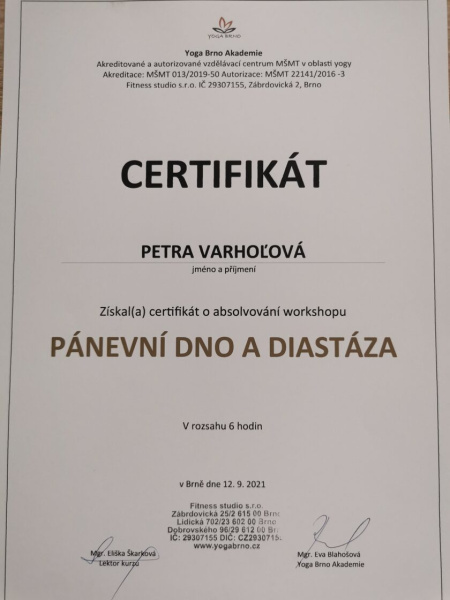 YOGA BRNO
Yoga Brno Akademie
Akreditované a autorizované vzdělávací centrum MŠMT v oblasti yogy
Akreditace: MŠMT 013/2019-50 Autorizace: MŠMT 22141/2016 -3
Fitness studio s.r.o. IČ 29307155, Zábrdovická 2, Brno
CERTIFIKÁT
PETRA VARHOĽOVÁ
jméno a příjmení
Získal(a) certifikát o absolvování workshopu
PÁNEVNÍ DNO A DIASTÁZA
V rozsahu 6 hodin
v Brně dne 12. 9. 2021
Fitness studio s.r.o.
Zábrdovická 25/2 615 00 Brno
Lidická 702/23 602 00 Brno
Dobrovského 96/29 612 00
IČ: 29307155 DIČ: CZ29307155
www.yogabrno.cz
Mgr. Eliška Škarková
Lektor kurzu
Mgr. Eva Blahošová
Yoga Brno Akademie